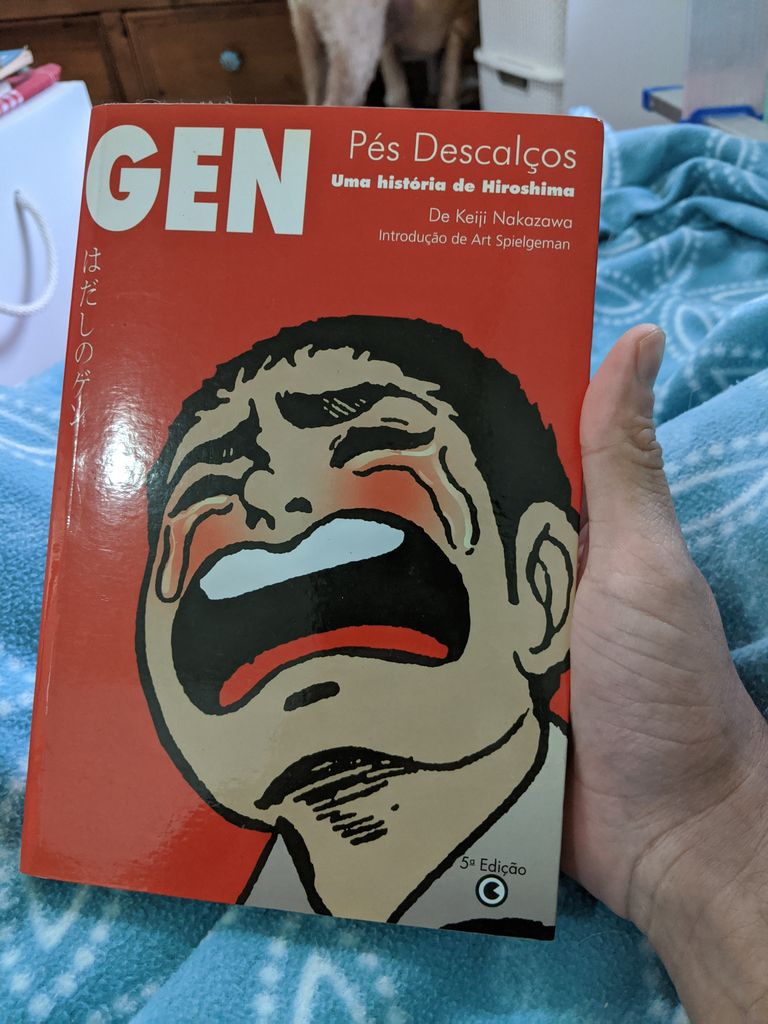 GEN
Pés Descalços
Uma história de Hiroshima
De Keiji Nakazawa
Introdução de Art Spielgeman
はだしのゲン
5ª Edição